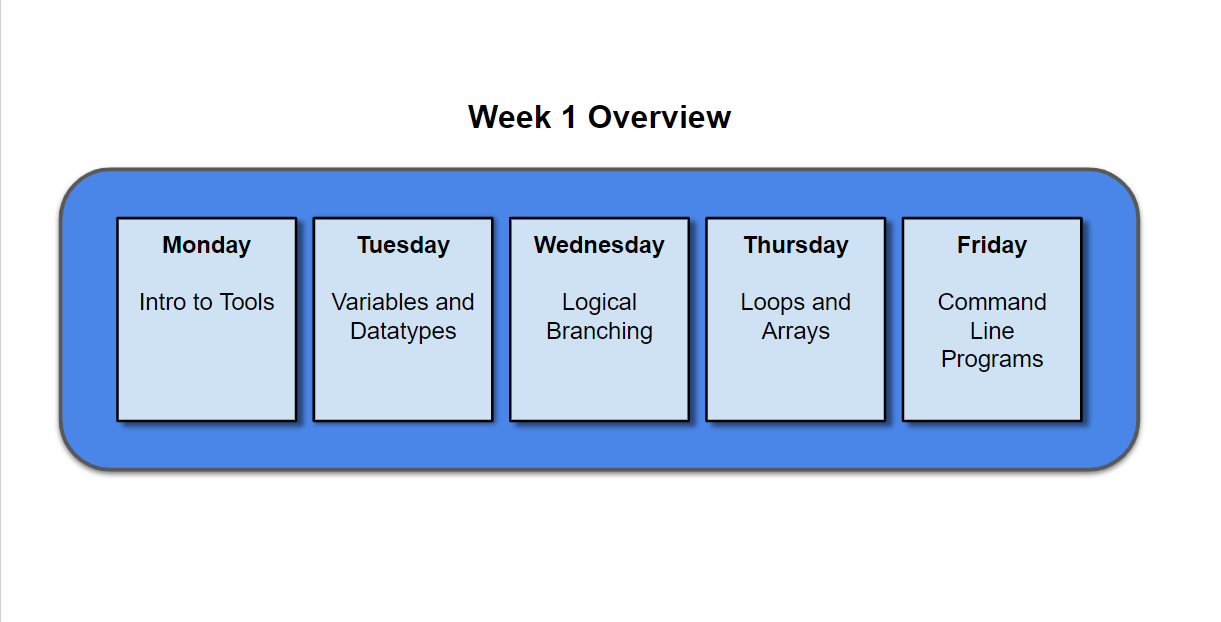 Week 1 Overview
Monday
Intro to Tools
Tuesday
Variables and
Datatypes
Wednesday
Logical
Branching
Thursday
Loops and
Arrays
Friday
Command
Line
Programs